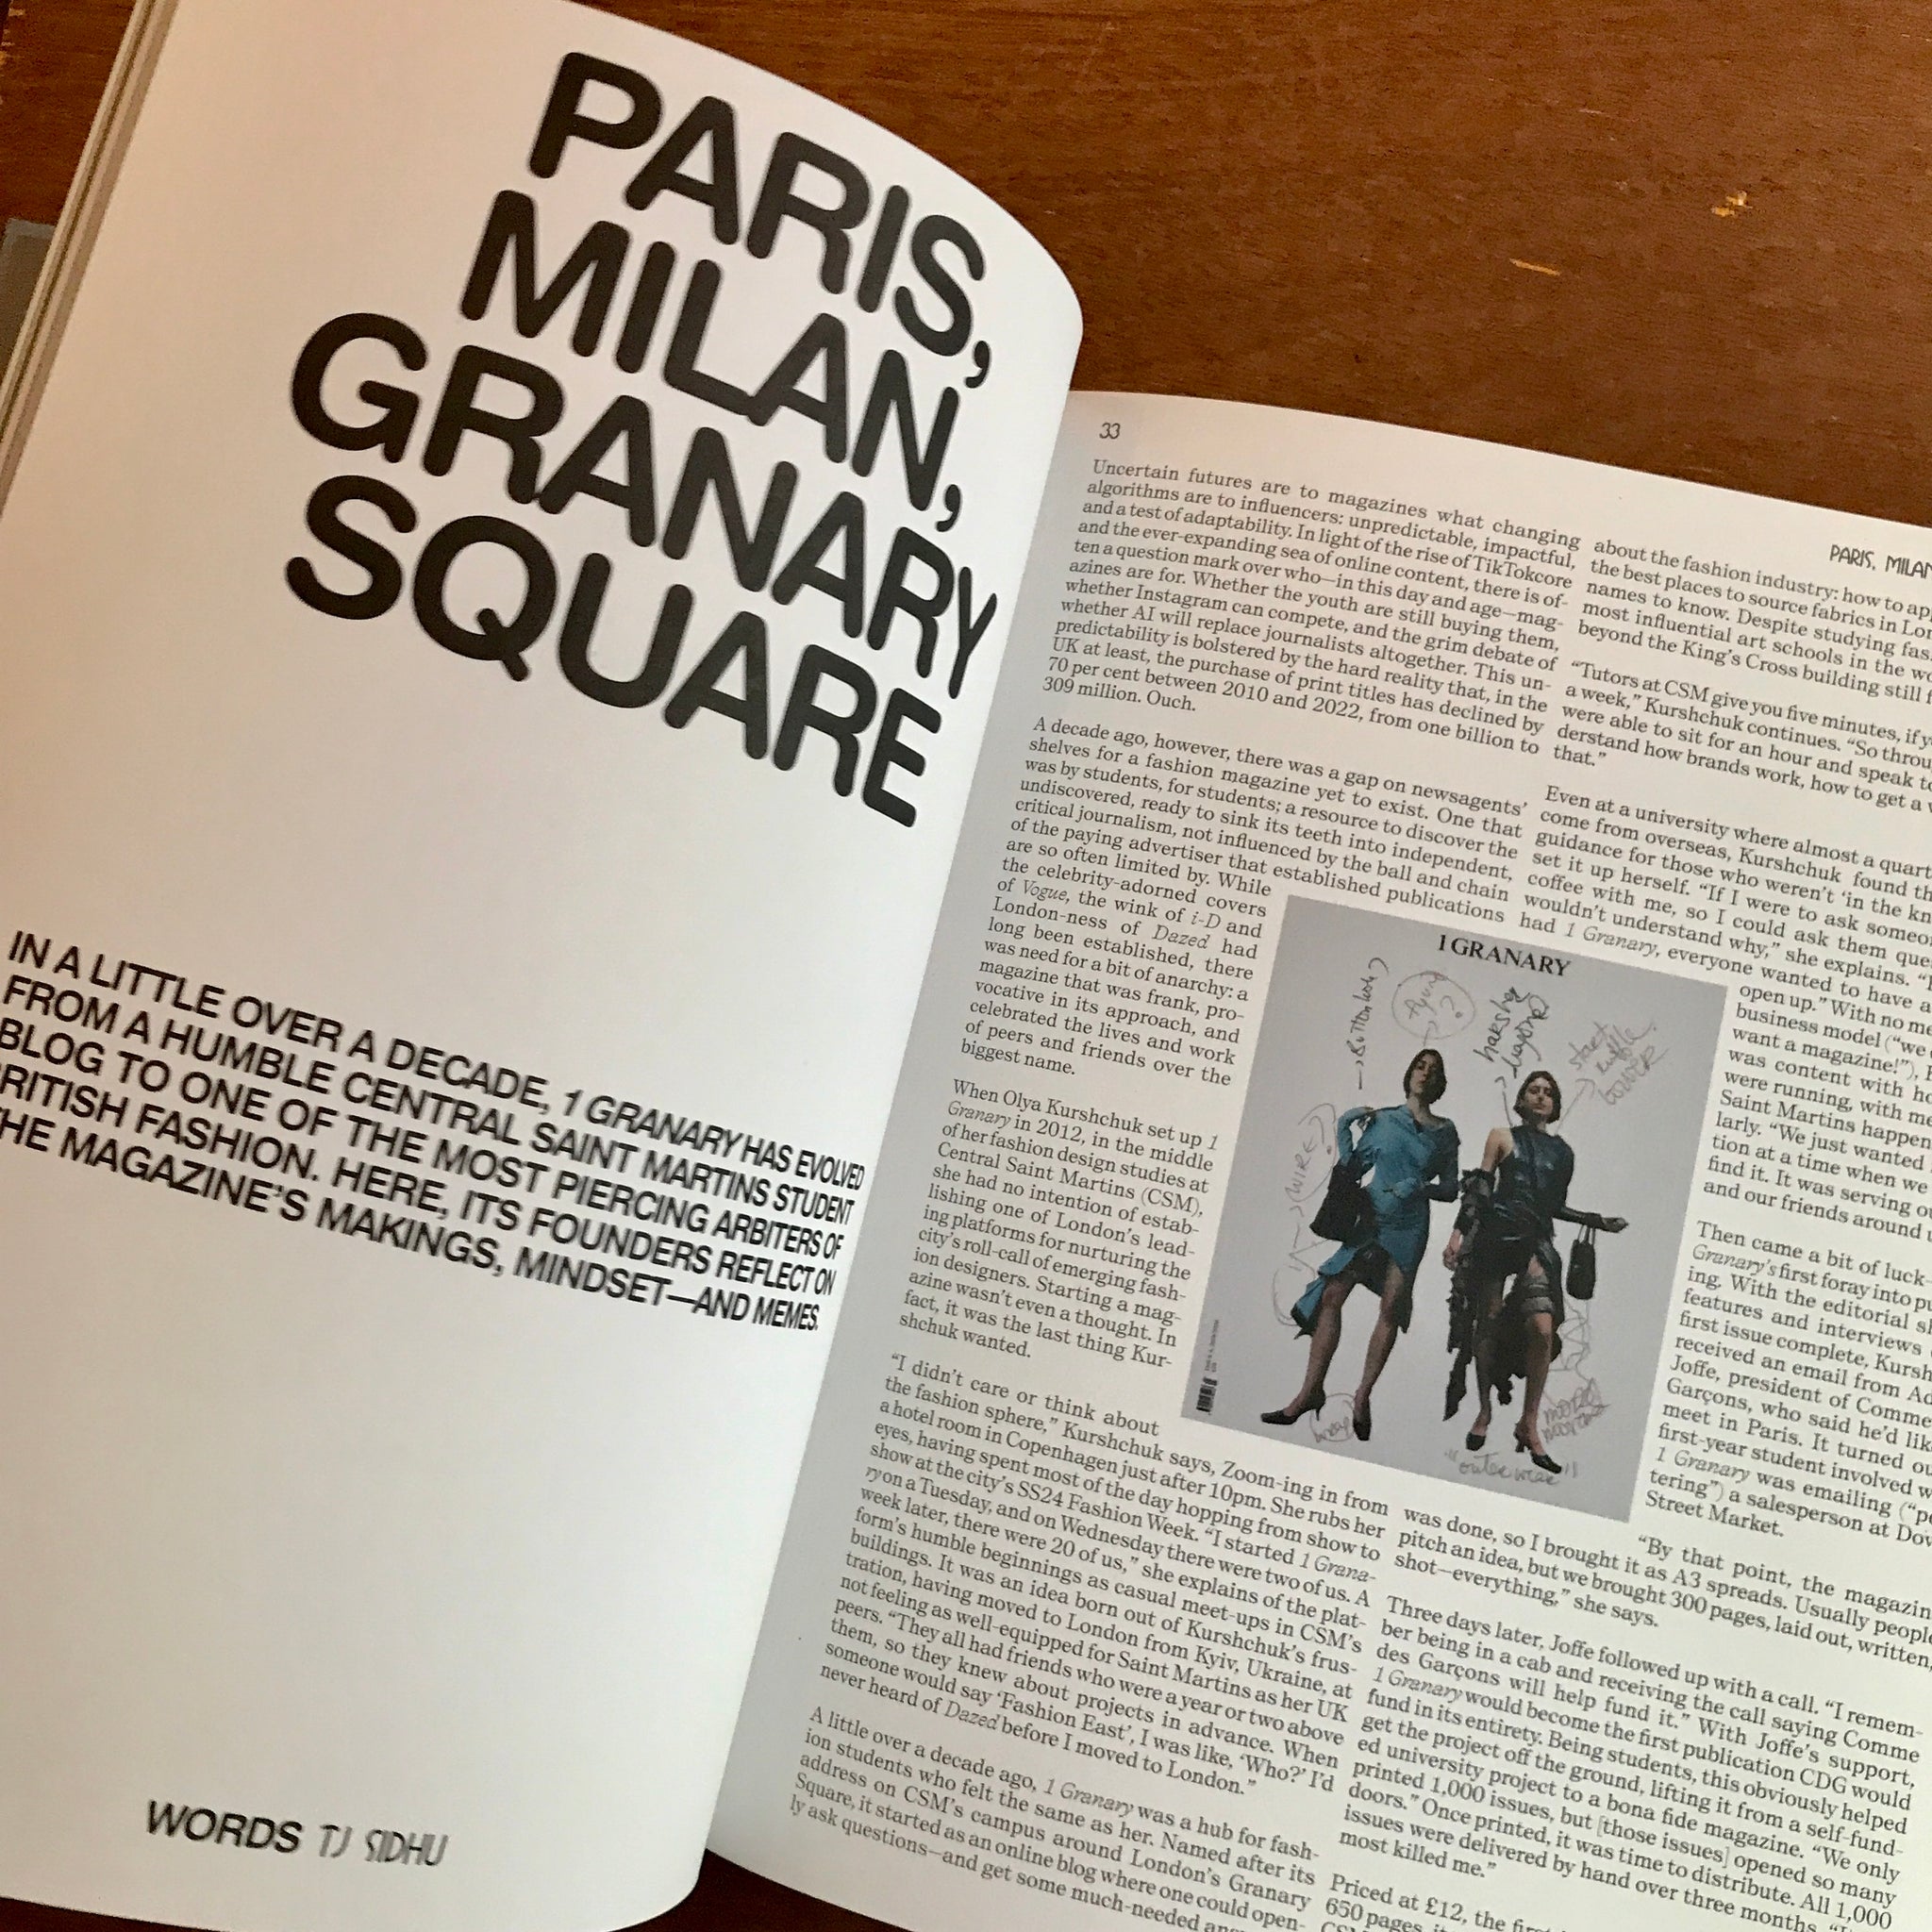 PARIS,
MILAN,
GRANARY
SQUARE
IN A LITTLE OVER A DECADE, 1 GRANARY HAS EVOLVED
FROM A HUMBLE CENTRAL SAINT MARTINS STUDENT
BLOG TO ONE OF THE MOST PIERCING ARBITERS OF
BRITISH FASHION. HERE, ITS FOUNDERS REFLECT ON
THE MAGAZINE'S MAKINGS, MINDSET—AND MEMES.
WORDS TJ SIDHU
33
Uncertain futures are to magazines what changing
algorithms are to influencers: unpredictable, impactful,
and a test of adaptability. In light of the rise of TikTokcore
and the ever-expanding sea of online content, there is of-
ten a question mark over who—in this day and age—mag-
azines are for. Whether the youth are still buying them,
whether Instagram can compete, and the grim debate of
whether AI will replace journalists altogether. This un-
predictability is bolstered by the hard reality that, in the
UK at least, the purchase of print titles has declined by
70 per cent between 2010 and 2022, from one billion to
309 million. Ouch.
A decade ago, however, there was a gap on newsagents'
shelves for a fashion magazine yet to exist. One that
was by students, for students; a resource to discover the
undiscovered, ready to sink its teeth into independent,
critical journalism, not influenced by the ball and chain
of the paying advertiser that established publications
are so often limited by. While
the celebrity-adorned covers
of Vogue, the wink of i-D and
London-ness of Dazed had
long been established, there
was need for a bit of anarchy: a
magazine that was frank, pro-
vocative in its approach, and
celebrated the lives and work
of peers and friends over the
biggest name.
When Olya Kurshchuk set up 1
Granary in 2012, in the middle
of her fashion design studies at
Central Saint Martins (CSM),
she had no intention of estab-
lishing one of London's lead-
ing platforms for nurturing the
city's roll-call of emerging fash-
ion designers. Starting a mag-
azine wasn't even a thought. In
fact, it was the last thing Kur-
shchuk wanted.
"I didn't care or think about
the fashion sphere," Kurshchuk says, Zoom-ing in from
a hotel room in Copenhagen just after 10pm. She rubs her
eyes, having spent most of the day hopping from show to
show at the city's SS24 Fashion Week. "I started 1 Grana-
ry on a Tuesday, and on Wednesday there were two of us. A
week later, there were 20 of us," she explains of the plat-
form's humble beginnings as casual meet-ups in CSM's
buildings. It was an idea born out of Kurshchuk's frus-
tration, having moved to London from Kyiv, Ukraine, at
not feeling as well-equipped for Saint Martins as her UK
peers. "They all had friends who were a year or two above
them, so they knew about projects in advance. When
someone would say 'Fashion East', I was like, 'Who?' I'd
never heard of Dazed before I moved to London."
A little over a decade ago, 1 Granary was a hub for fash-
ion students who felt the same as her. Named after its
address on CSM's campus around London's Granary
Square, it started as an online blog where one could open-
ly ask questions—and get some much-needed
PARIS, MILAN
about the fashion industry: how to
the best places to source fabrics in
names to know. Despite studying
most influential art schools in the
beyond the King's Cross building still
"Tutors at CSM give you five minutes, if
a week," Kurshchuk continues. "So
were able to sit for an hour and speak
derstand how brands work, how to get a
that."
Even at a university where almost a
come from overseas, Kurshchuk found
guidance for those who weren't 'in the
set it up herself. "If I were to ask
coffee with me, so I could ask them
wouldn't understand why," she explains.
had 1 Granary, everyone wanted to have a
open up." With no
business model ("we
want a magazine!"),
was content with
were running, with
Saint Martins
larly. "We just wanted
tion at a time when we
find it. It was serving
and our friends around
Then came a bit of luck
Granary's first foray into
ing. With the editorial
features and interviews
first issue complete,
received an email from
Joffe, president of Comme
Garçons, who said he'd
meet in Paris. It turned
first-year student involved
1 Granary was emailing
tering") a salesperson at
Street Market.
"By that point, the
was done, so I brought it as A3 spreads. Usually
pitch an idea, but we brought 300 pages, laid out, written,
shot—everything," she says.
Three days later, Joffe followed up with a call. "I remem-
ber being in a cab and receiving the call saying Comme
des Garçons will help fund it." With Joffe's support,
1 Granary would become the first publication CDG would
fund in its entirety. Being students, this obviously helped
get the project off the ground, lifting it from a self-fund-
ed university project to a bona fide magazine. "We only
printed 1,000 issues, but [those issues] opened so many
doors." Once printed, it was time to distribute. All 1,000
issues were delivered by hand over three months.
most killed me."
Priced at £12, the
650 pages,
1 GRANARY
Buttonhole
(WIRE?)
harsher
diagonal
start
ruffle
lower
"outerwear"